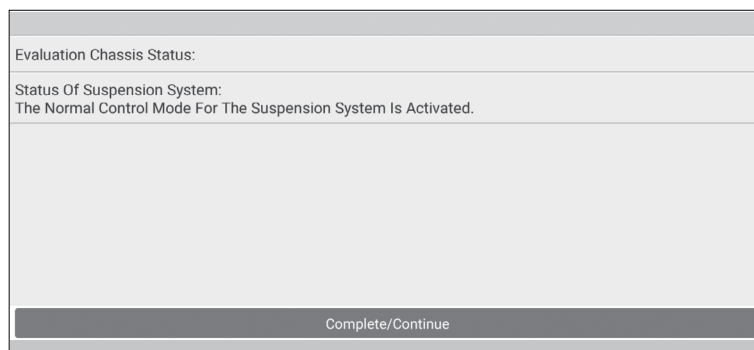 Evaluation Chassis Status:
Status Of Suspension System:
The Normal Control Mode For The Suspension System Is Activated.
Complete/Continue